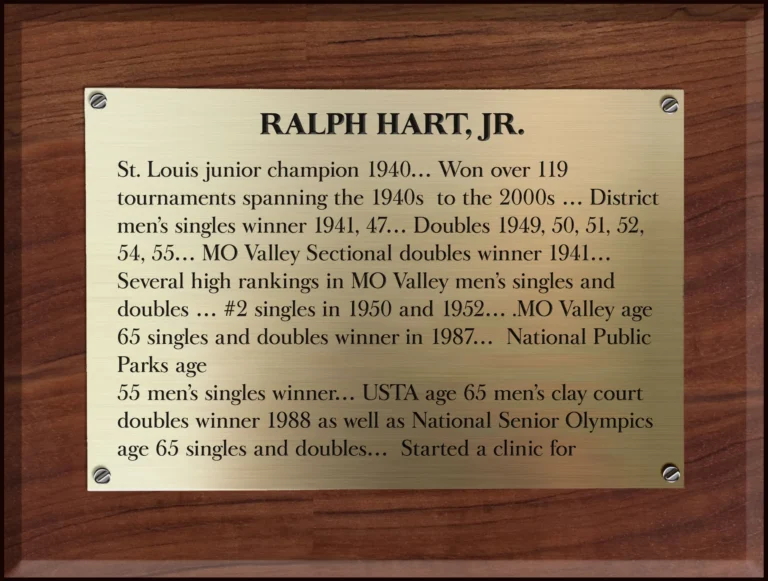 RALPH HART, JR.
St. Louis junior champion 1940... Won over 119
tournaments spanning the 1940s  to the 2000s ... District
men's singles winner 1941, 47... Doubles 1949, 50, 51, 52,
54, 55... MO Valley Sectional doubles winner 1941...
Several high rankings in MO Valley men's singles and
doubles ... #2 singles in 1950 and 1952... .MO Valley age
65 singles and doubles winner in 1987...  National Public
Parks age
55 men's singles winner... USTA age 65 men's clay court
doubles winner 1988 as well as National Senior Olympics
age 65 singles and doubles...  Started a clinic for